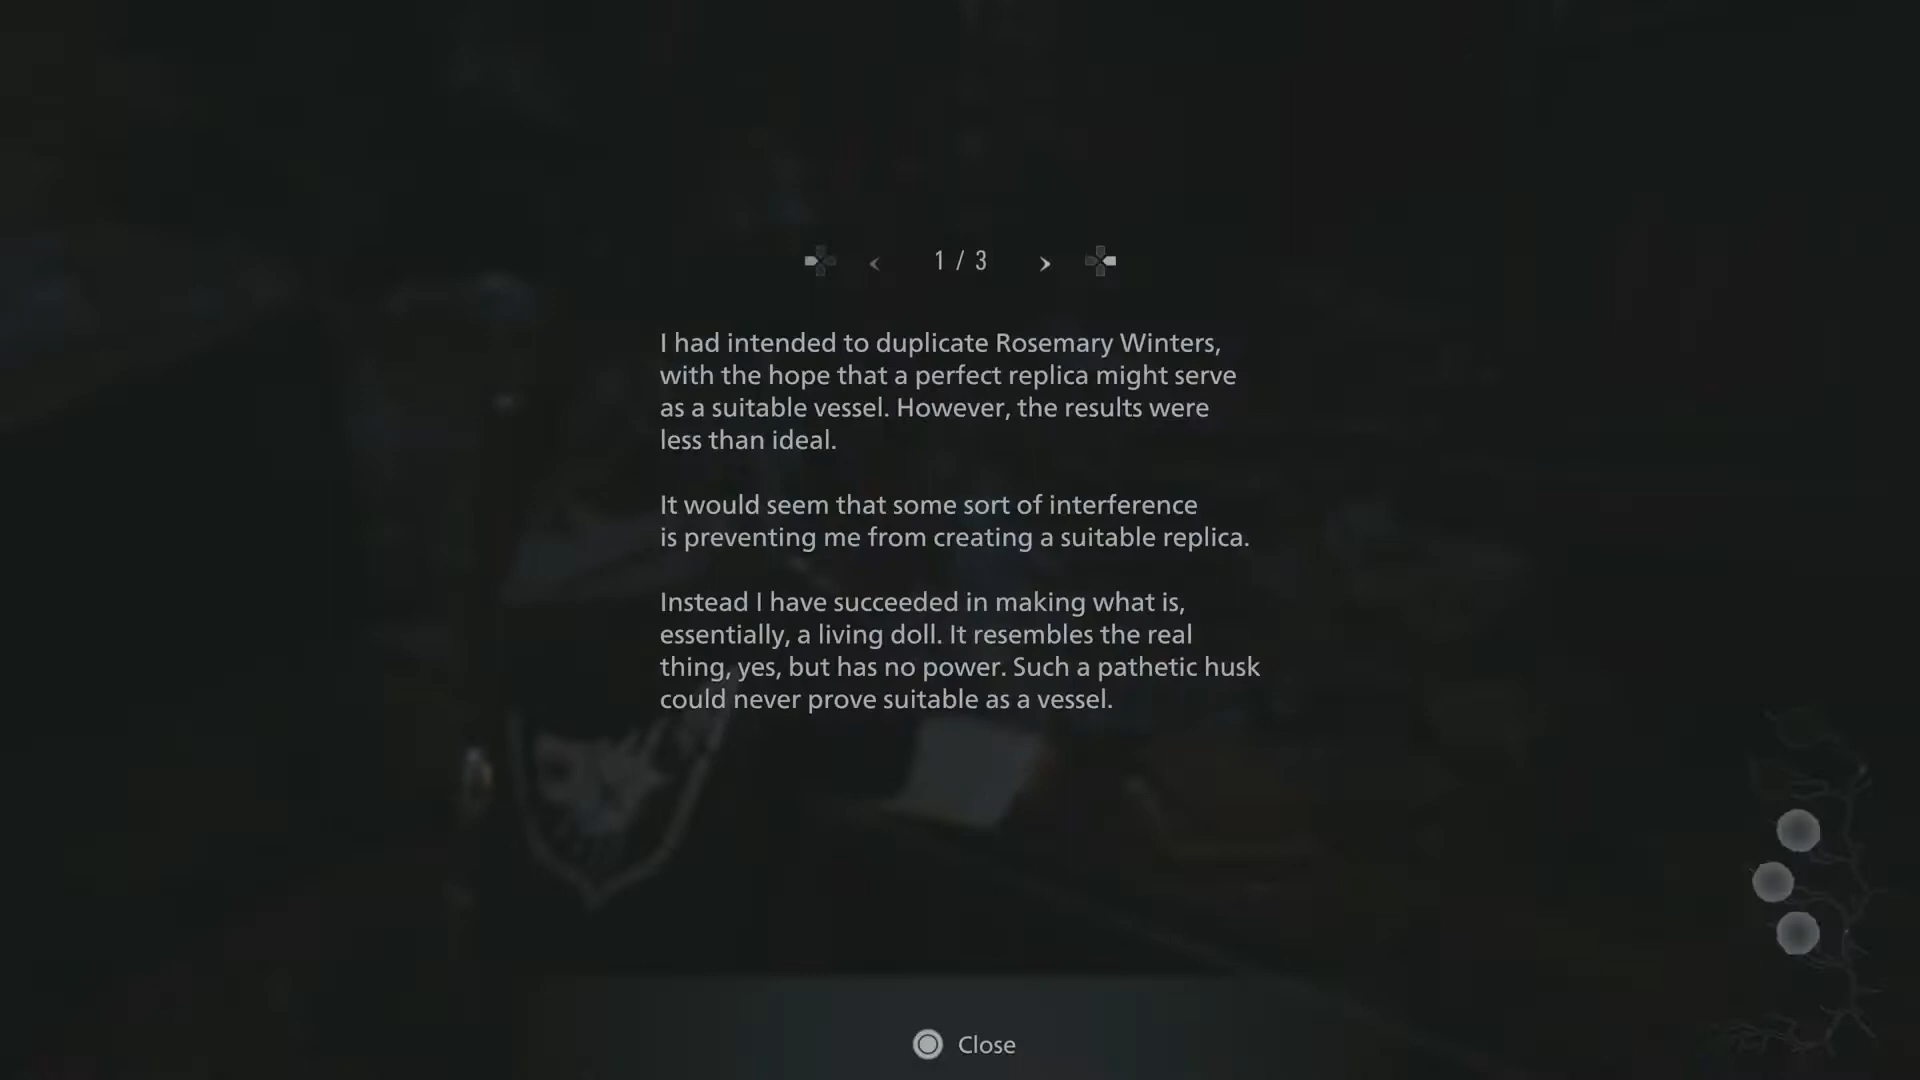 1 / 3
I had intended to duplicate Rosemary Winters,
with the hope that a perfect replica might serve
as a suitable vessel. However, the results were
less than ideal.
It would seem that some sort of interference
is preventing me from creating a suitable replica.
Instead I have succeeded in making what is,
essentially, a living doll. It resembles the real
thing, yes, but has no power. Such a pathetic husk
could never prove suitable as a vessel.
Close